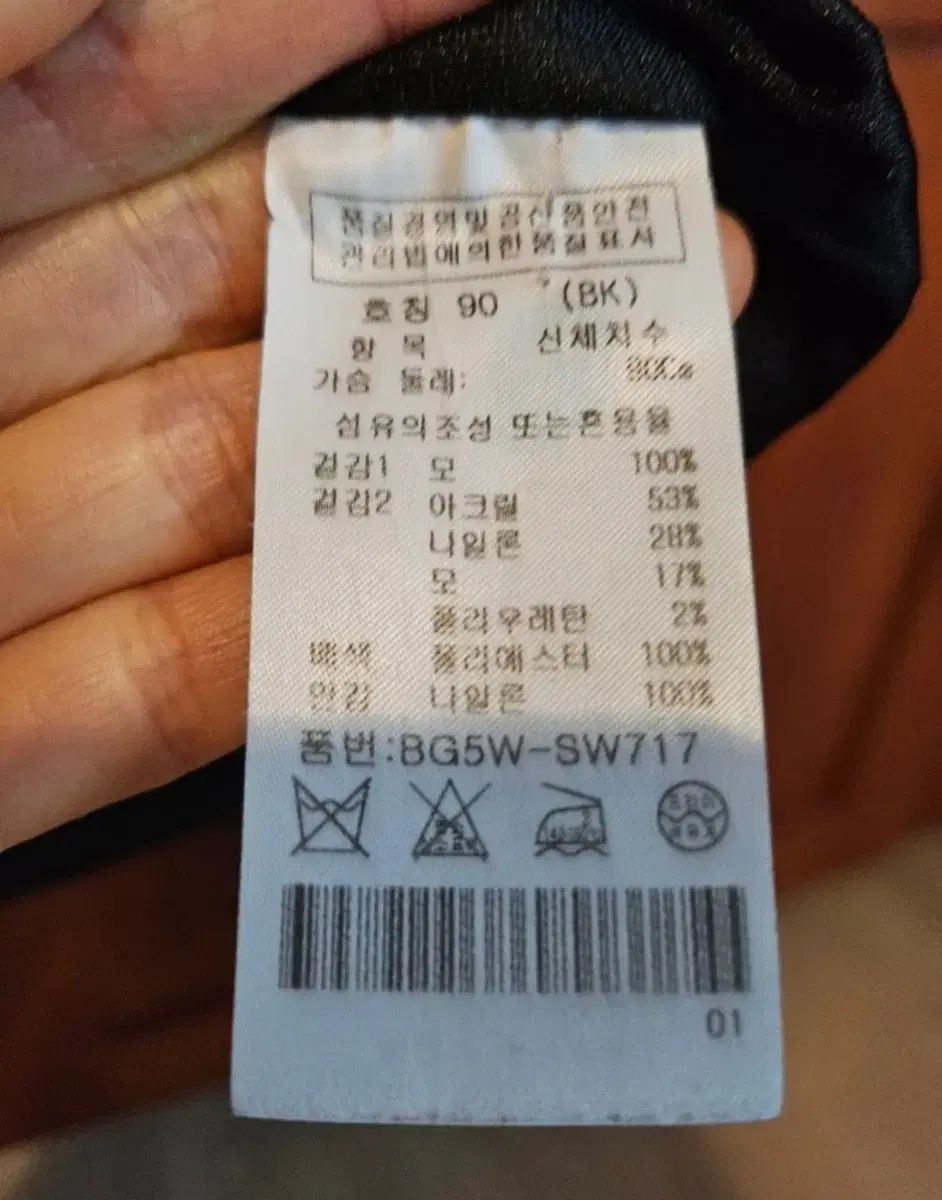 품질경영및공산품안전
관리법에의한품질표시
호칭 90 (BK)
항 목 신체치수
가슴 둘레:
섬유의조성 또는혼용율
겉감1 모 100%
겉감2 아크릴 53%
나일론 28%
모 17%
폴리우레탄 2%
배색 폴리에스터 100%
안감 나일론 100%
품번:BG5W-SW717
드라이
01